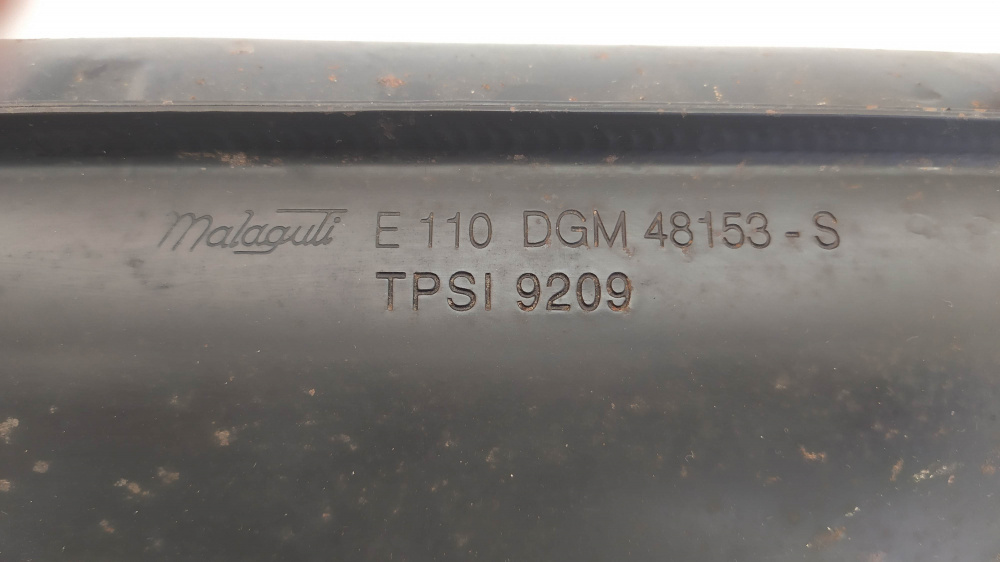 Malaguti E 110 DGM 48153 - S
TPSI 9209